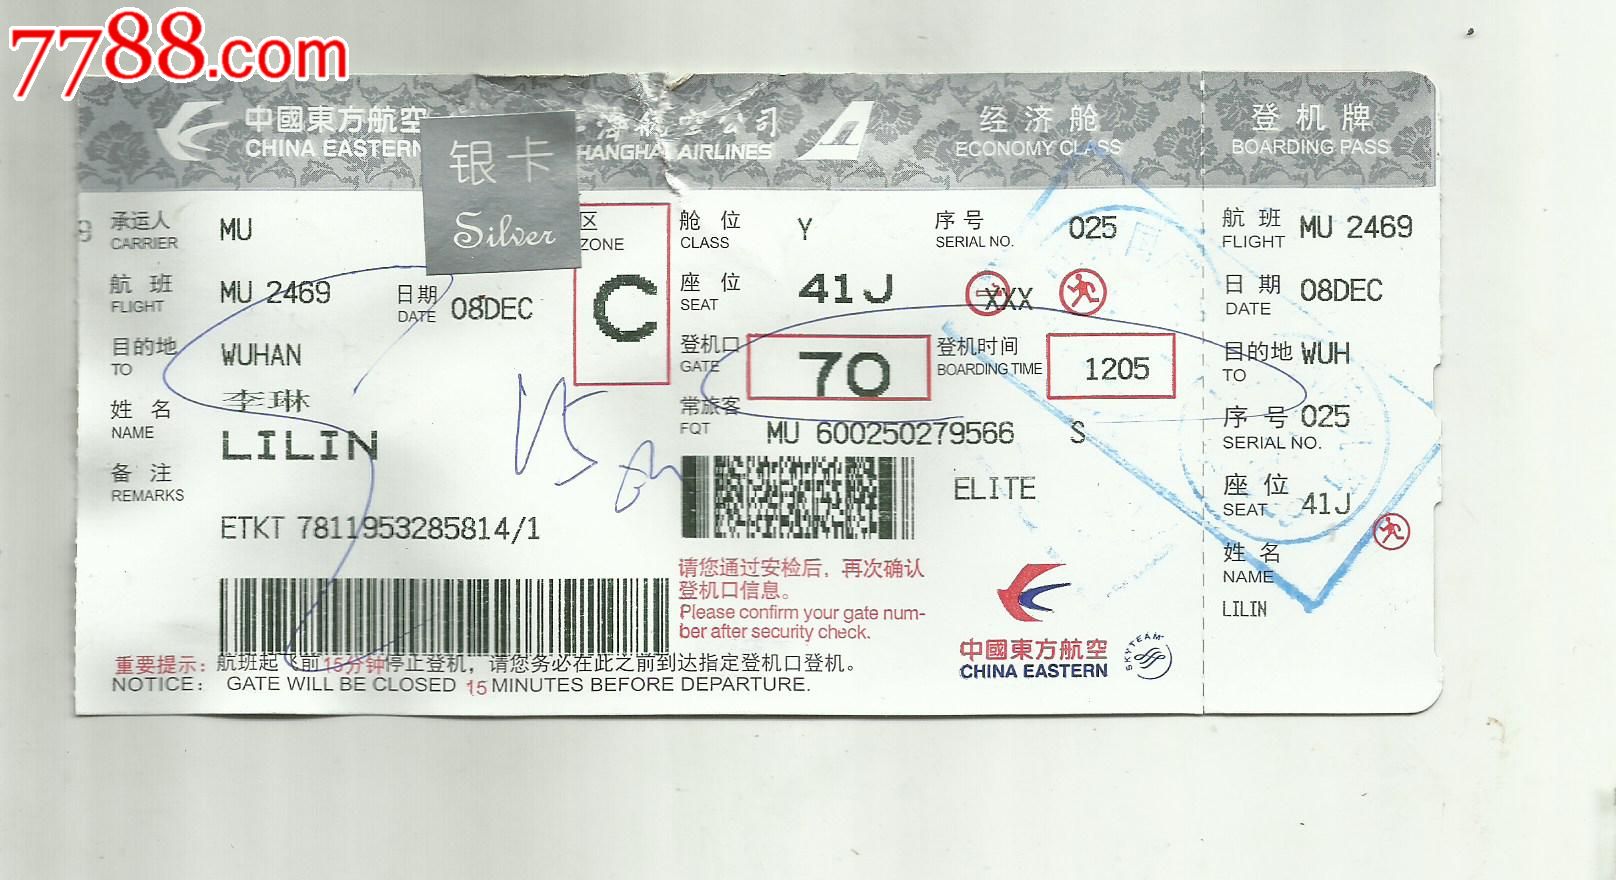 7788.com
中國東方航空
CHINA EASTERN
银卡
Silver
上海航空公司
SHANGHAI AIRLINES
经济舱
ECONOMY CLASS
登机牌
BOARDING PASS
承运人
CARRIER
MU
区
ZONE
C
舱位
CLASS
Y
序号
SERIAL NO.
025
航班
FLIGHT
MU 2469
日期
DATE
08DEC
座位
SEAT
41J
XXX
目的地
TO
WUHAN
登机口
GATE
70
登机时间
BOARDING TIME
1205
姓名
NAME
李琳
LILIN
常旅客
FQT
MU 600250279566 S
ELITE
备注
REMARKS
ETKT 7811953285814/1
请您通过安检后，再次确认
登机口信息。
Please confirm your gate num-
ber after security check.
重要提示：航班起飞前15分钟停止登机，请您务必在此之前到达指定登机口登机。
NOTICE： GATE WILL BE CLOSED 15 MINUTES BEFORE DEPARTURE.
中國東方航空
CHINA EASTERN
SKYTEAM
航班
FLIGHT
MU 2469
日期
DATE
08DEC
目的地
TO
WUH
序号
SERIAL NO.
025
座位
SEAT
41J
姓名
NAME
LILIN